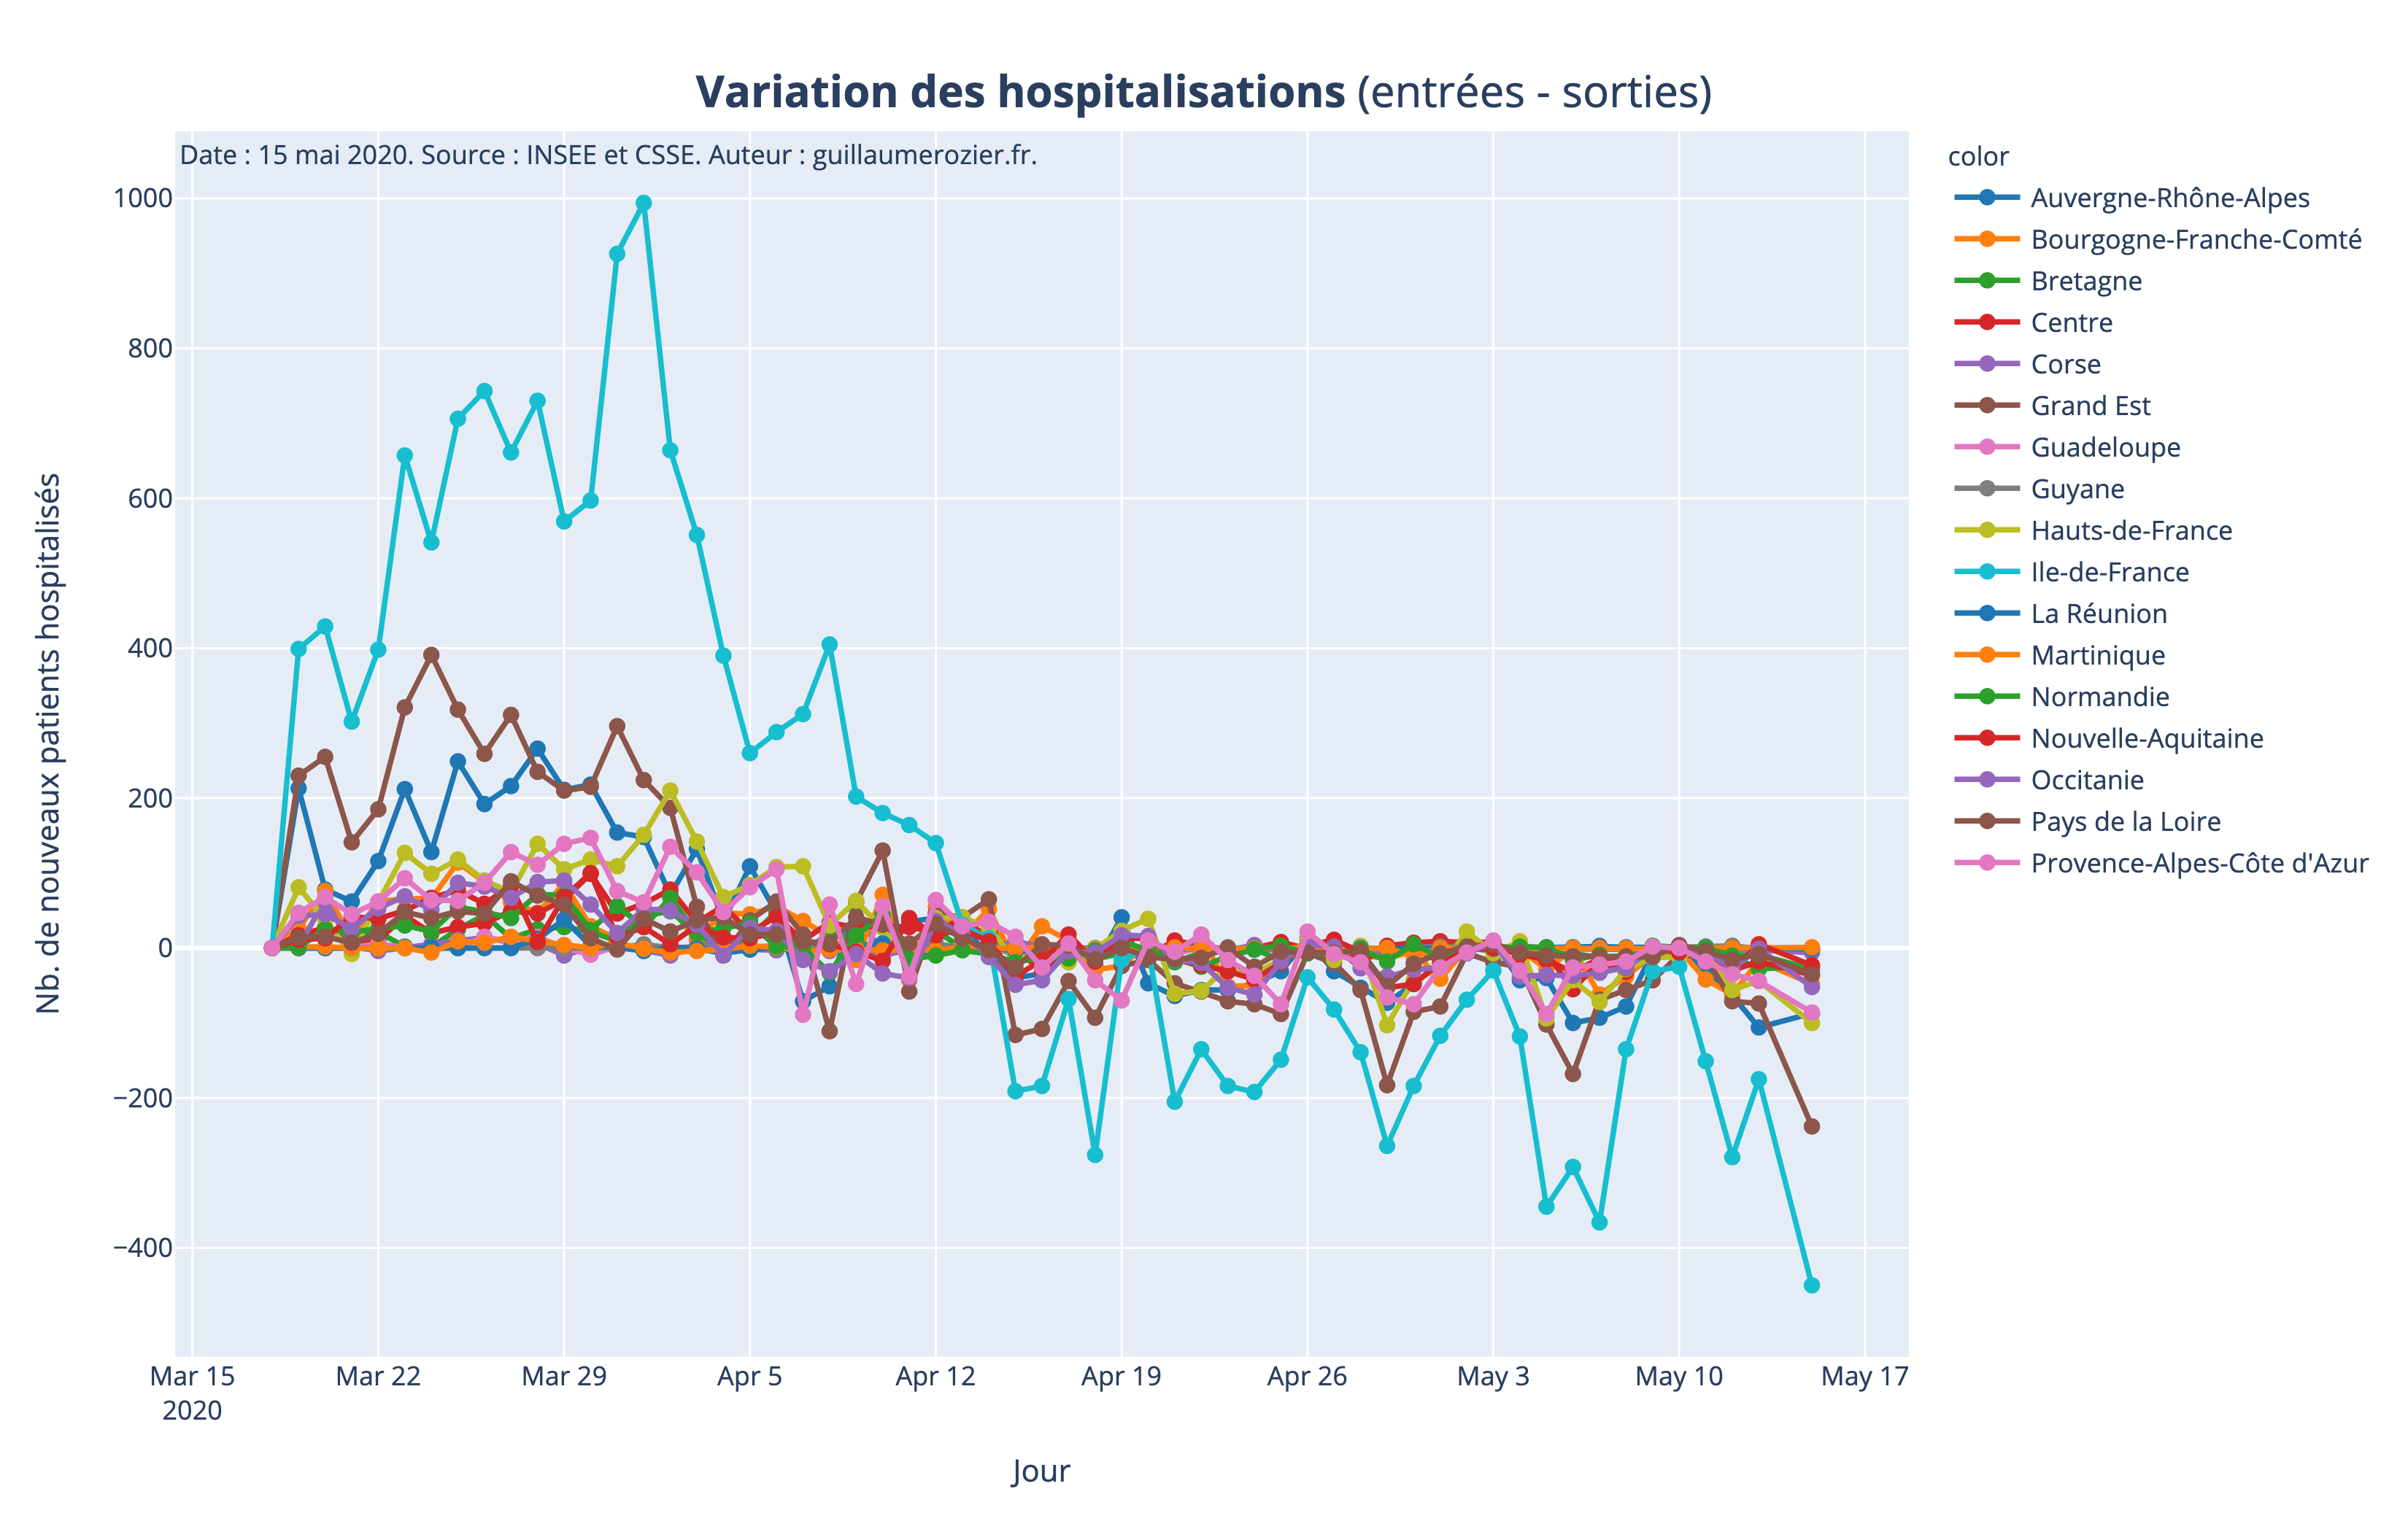 Variation des hospitalisations (entrées - sorties)
Date : 15 mai 2020. Source : INSEE et CSSE. Auteur : guillaumerozier.fr.
Nb. de nouveaux patients hospitalisés
1000
800
600
400
200
0
−200
−400
Mar 15
2020
Mar 22
Mar 29
Apr 5
Apr 12
Apr 19
Apr 26
May 3
May 10
May 17
Jour
color
Auvergne-Rhône-Alpes
Bourgogne-Franche-Comté
Bretagne
Centre
Corse
Grand Est
Guadeloupe
Guyane
Hauts-de-France
Ile-de-France
La Réunion
Martinique
Normandie
Nouvelle-Aquitaine
Occitanie
Pays de la Loire
Provence-Alpes-Côte d'Azur